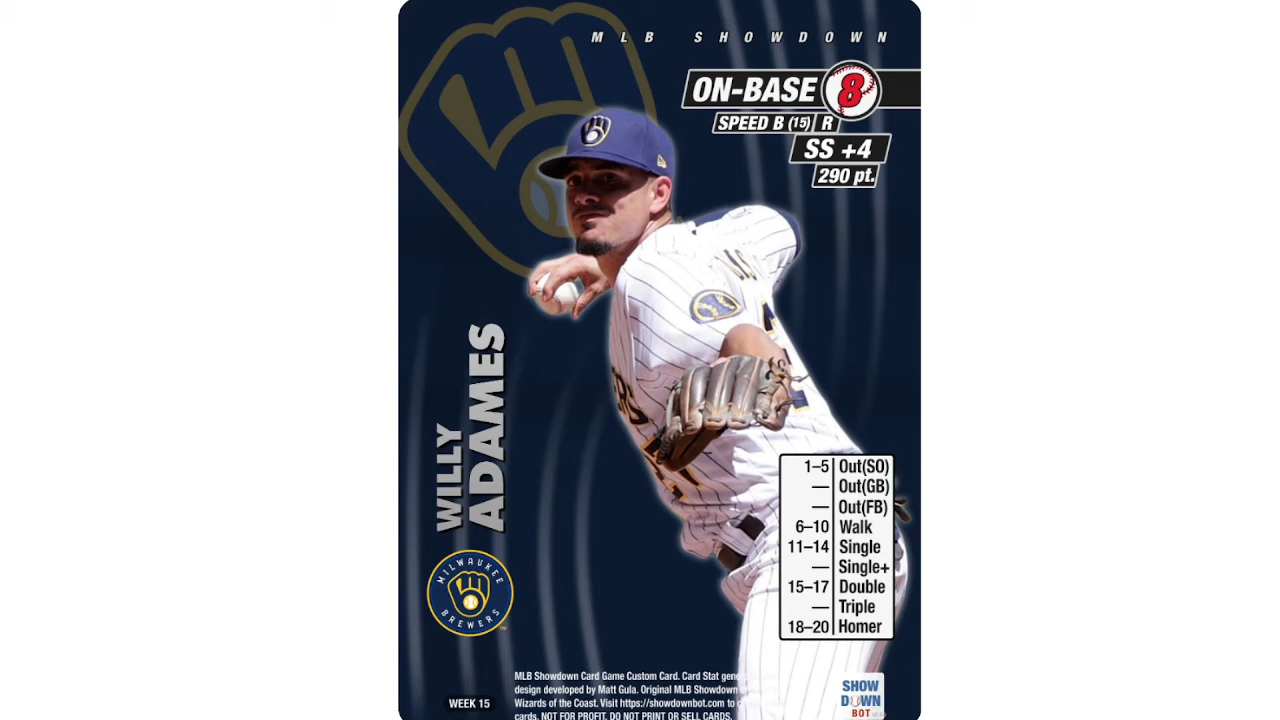 MLB SHOWDOWN
ON-BASE 8
SPEED B (15) R
SS +4
290 pt.
WILLY
ADAMES
1–5 Out(SO)
— Out(GB)
— Out(FB)
6–10 Walk
11–14 Single
— Single+
15–17 Double
— Triple
18–20 Homer
MILWAUKEE
BREWERS
TM
MLB Showdown Card Game Custom Card. Card Stat
design developed by Matt Gula. Original MLB Showdown
Wizards of the Coast. Visit https://showdownbot.com to
cards. NOT FOR PROFIT. DO NOT PRINT OR SELL CARDS.
WEEK 15
SHOW
DOWN
BOT